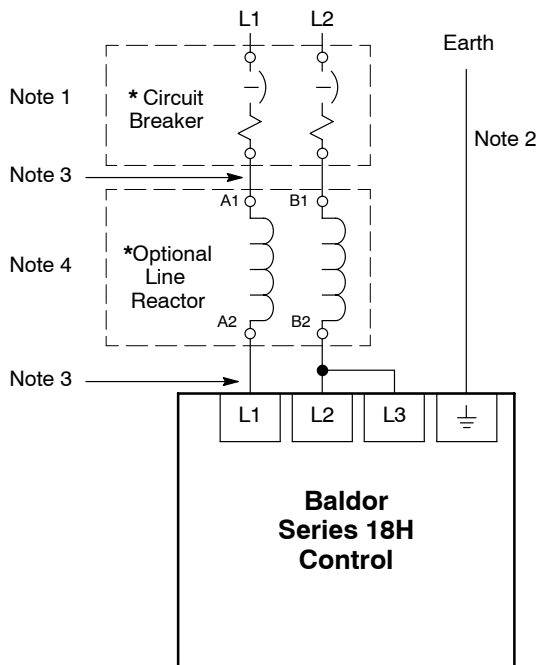 L1 L2
Earth
Note 1
* Circuit
Breaker
Note 2
Note 3
A1 B1
Note 4
*Optional
Line
Reactor
A2 B2
Note 3
L1 L2 L3
Baldor
Series 18H
Control